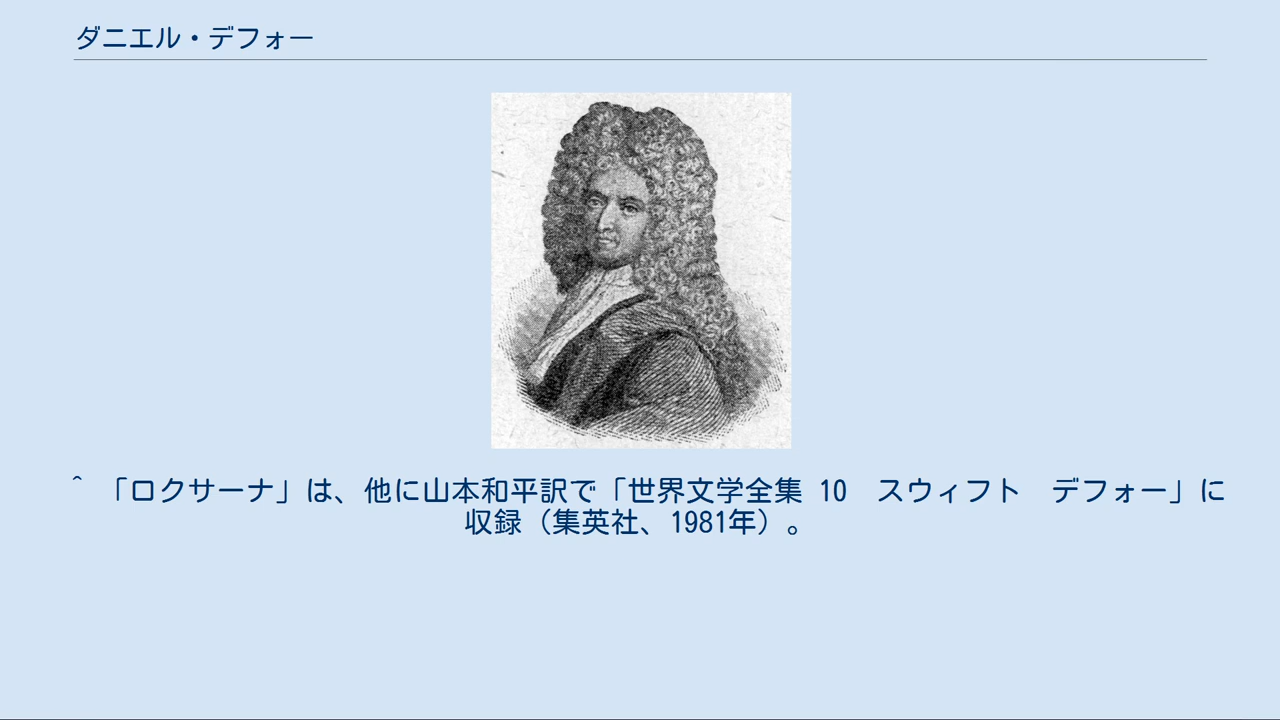 ダニエル・デフォー
^ 「ロクサーナ」は、他に山本和平訳で「世界文学全集 10　スウィフト　デフォー」に
収録（集英社、1981年）。